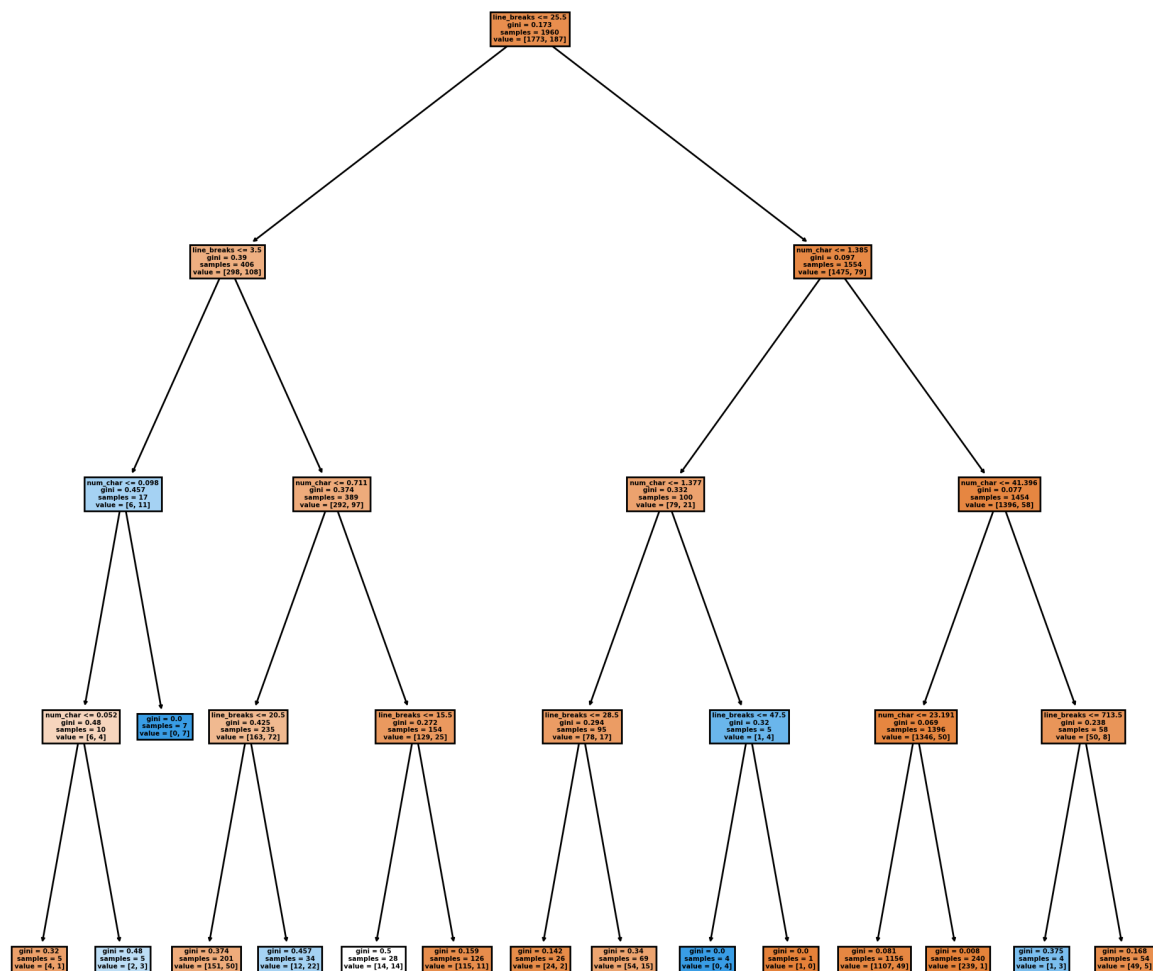 line_breaks <= 25.5
gini = 0.173
samples = 1960
value = [1773, 187]
line_breaks <= 3.5
gini = 0.39
samples = 406
value = [298, 108]
num_char <= 1.385
gini = 0.097
samples = 1554
value = [1475, 79]
num_char <= 0.098
gini = 0.457
samples = 17
value = [6, 11]
num_char <= 0.711
gini = 0.374
samples = 389
value = [292, 97]
num_char <= 1.377
gini = 0.332
samples = 100
value = [79, 21]
num_char <= 41.396
gini = 0.077
samples = 1454
value = [1396, 58]
num_char <= 0.052
gini = 0.48
samples = 10
value = [6, 4]
gini = 0.0
samples = 7
value = [0, 7]
line_breaks <= 20.5
gini = 0.425
samples = 235
value = [163, 72]
line_breaks <= 15.5
gini = 0.272
samples = 154
value = [129, 25]
line_breaks <= 28.5
gini = 0.294
samples = 95
value = [78, 17]
line_breaks <= 47.5
gini = 0.32
samples = 5
value = [1, 4]
num_char <= 23.191
gini = 0.069
samples = 1396
value = [1346, 50]
line_breaks <= 713.5
gini = 0.238
samples = 58
value = [50, 8]
gini = 0.32
samples = 5
value = [4, 1]
gini = 0.48
samples = 5
value = [2, 3]
gini = 0.374
samples = 201
value = [151, 50]
gini = 0.457
samples = 34
value = [12, 22]
gini = 0.5
samples = 28
value = [14, 14]
gini = 0.159
samples = 126
value = [115, 11]
gini = 0.142
samples = 26
value = [24, 2]
gini = 0.34
samples = 69
value = [54, 15]
gini = 0.0
samples = 4
value = [0, 4]
gini = 0.0
samples = 1
value = [1, 0]
gini = 0.081
samples = 1156
value = [1107, 49]
gini = 0.008
samples = 240
value = [239, 1]
gini = 0.375
samples = 4
value = [1, 3]
gini = 0.168
samples = 54
value = [49, 5]